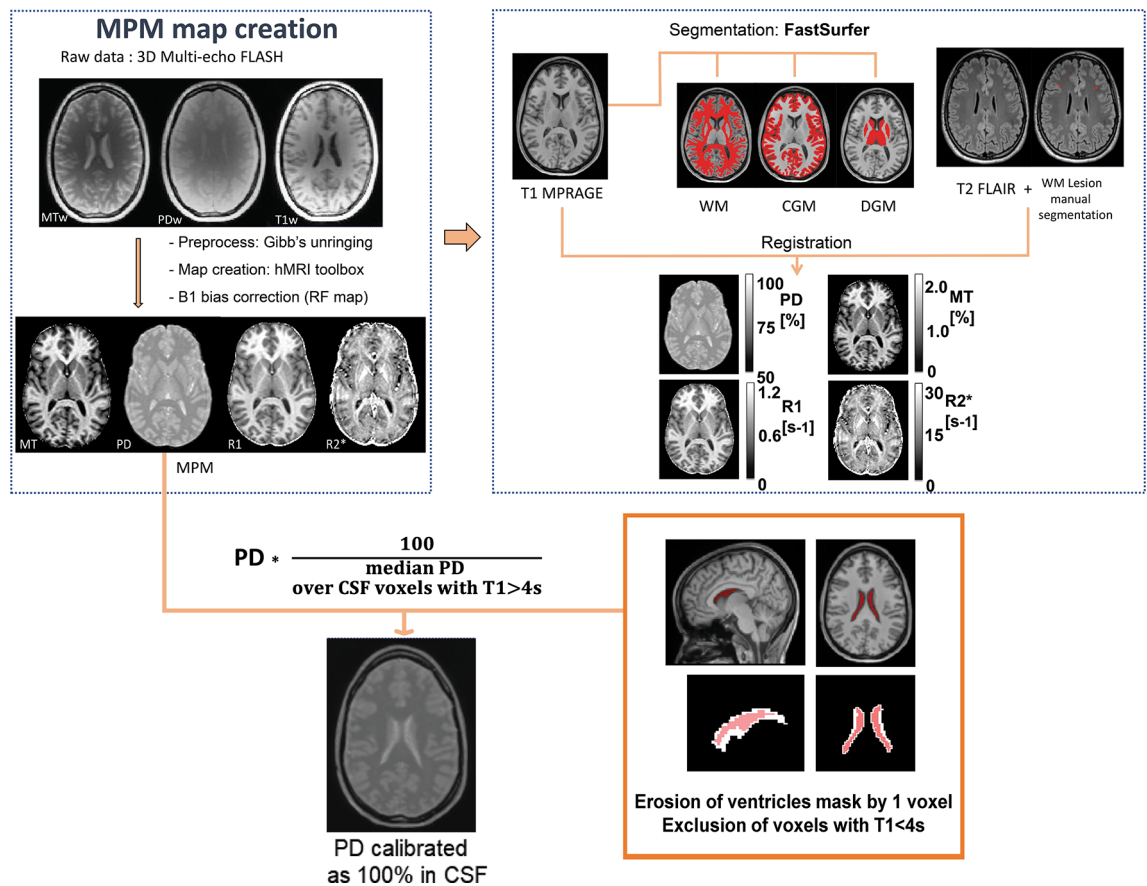 MPM map creation
Raw data : 3D Multi-echo FLASH
MTw
PDw
T1w
- Preprocess: Gibb's unringing
- Map creation: hMRI toolbox
- B1 bias correction (RF map)
MT
PD
R1
R2*
MPM
Segmentation: FastSurfer
T1 MPRAGE
WM
CGM
DGM
T2 FLAIR +
WM Lesion
manual
segmentation
Registration
100
75
50
PD
[%]
2.0
1.0
0
MT
[%]
1.2
0.6
0
R1
[s-1]
30
15
0
R2*
[s-1]
PD *
100
median PD
over CSF voxels with T1>4s
PD calibrated
as 100% in CSF
Erosion of ventricles mask by 1 voxel
Exclusion of voxels with T1<4s